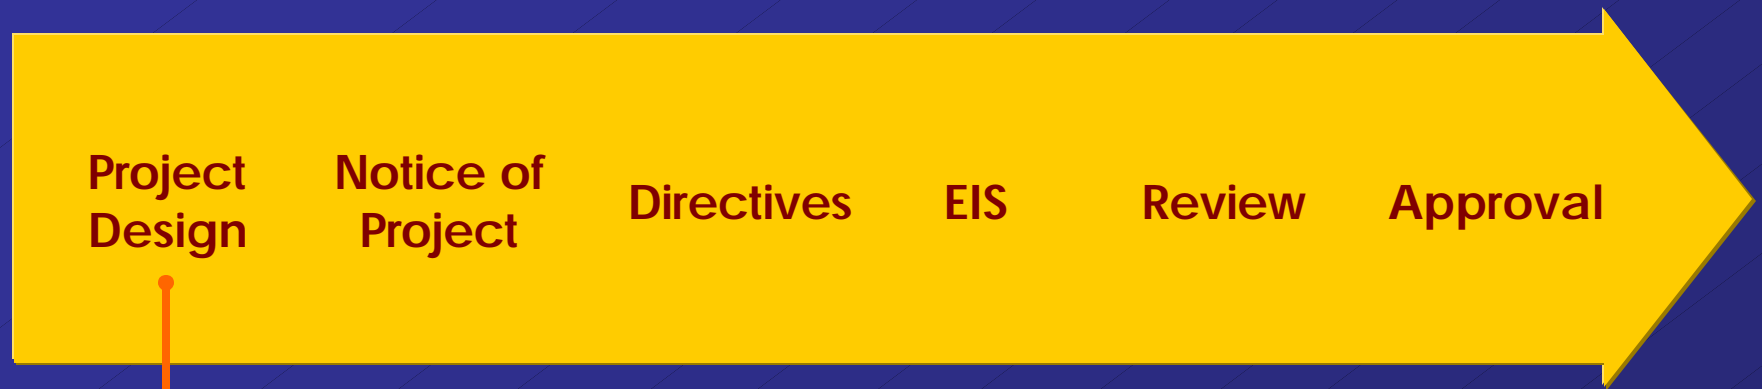 Project
Design
Notice of
Project
Directives
EIS
Review
Approval